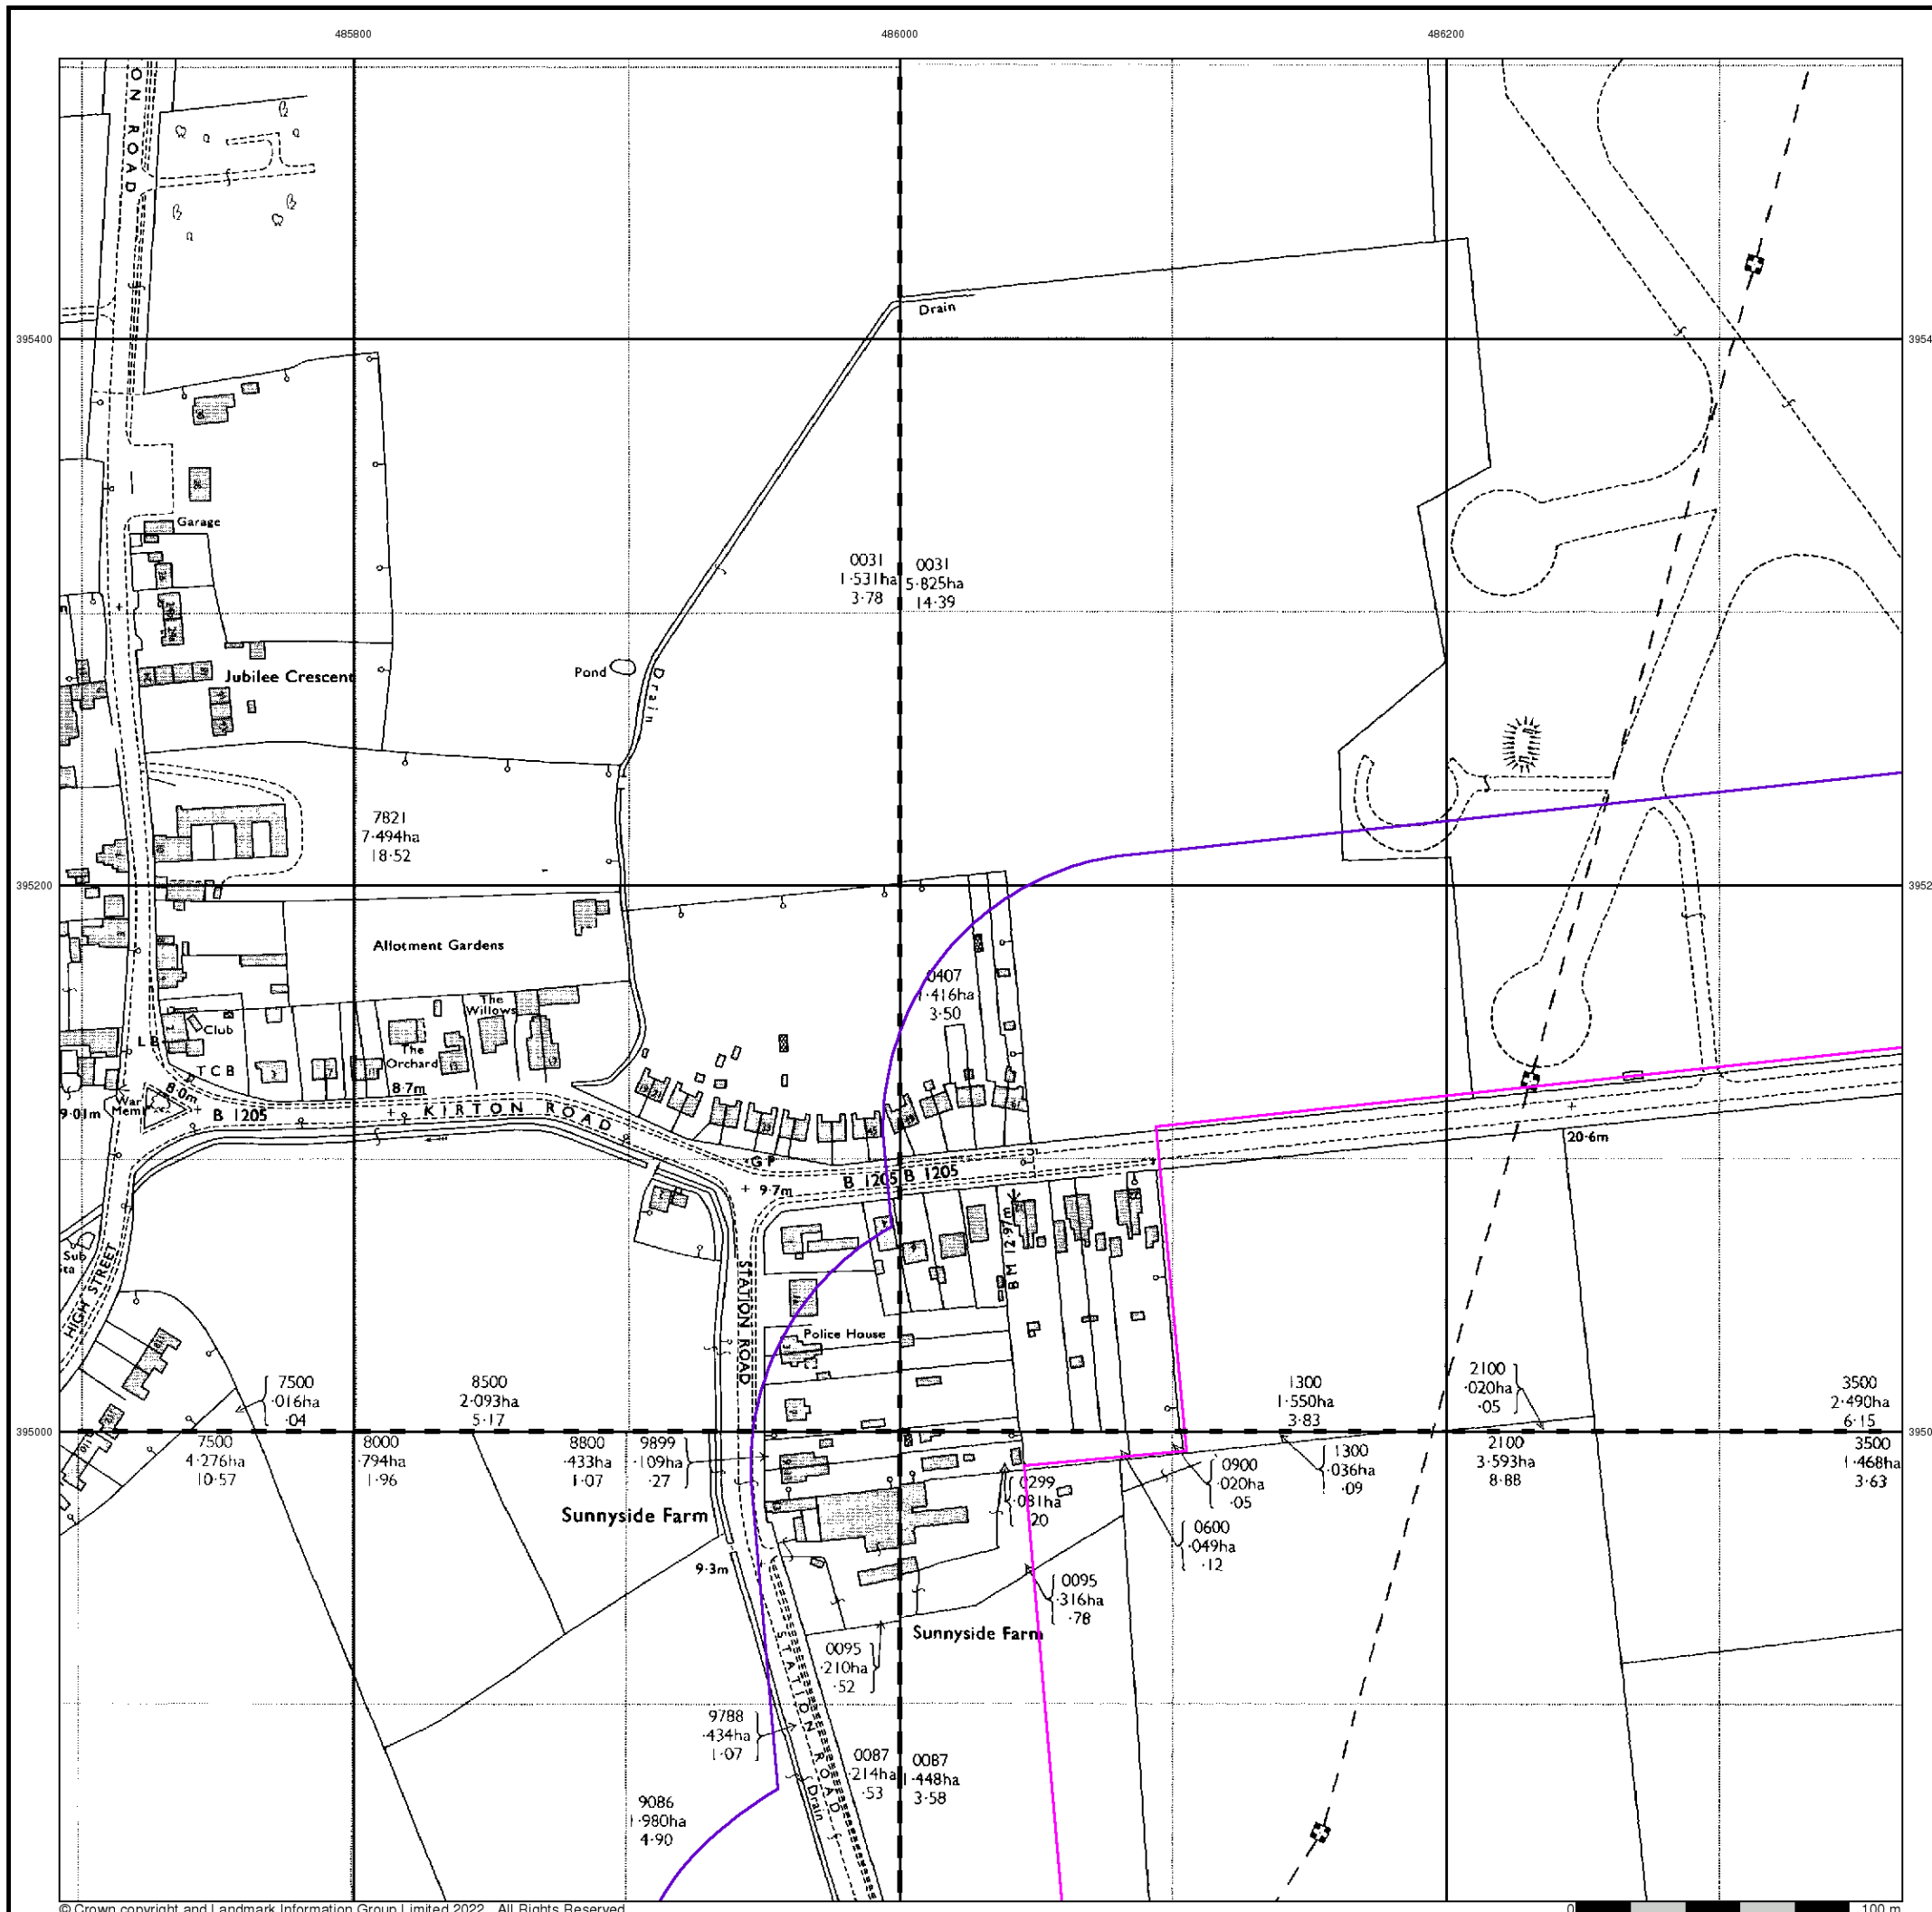 485800
486000
486200
ON ROAD
Drain
395400
Garage
0031
1·531ha
3·78
0031
5·825ha
14·39
Jubilee Crescent
Pond
Drain
7821
7·494ha
18·52
395200
Allotment Gardens
0407
1·416ha
3·50
The
Willows
Club
L B
T C B
The
Orchard
8·0m
8·7m
War
Meml
9·01m
B 1205
KIRTON ROAD
G P
9·7m
B 1205
B 1205
20·6m
B M 12·97m
Sub
Sta
HIGH STREET
STATION ROAD
Police House
7500
·016ha
·04
8500
2·093ha
5·17
1300
1·550ha
3·83
2100
·020ha
·05
3500
2·490ha
6·15
395000
7500
4·276ha
10·57
8000
·794ha
1·96
8800
·433ha
1·07
9899
·109ha
·27
0299
·081ha
·20
0900
·020ha
·05
1300
·036ha
·09
2100
3·593ha
8·88
3500
1·468ha
3·63
Sunnyside Farm
0600
·049ha
·12
9·3m
0095
·316ha
·78
Sunnyside Farm
0095
·210ha
·52
STATION ROAD
9788
·434ha
1·07
0087
·214ha
·53
0087
1·448ha
3·58
Drain
9086
1·980ha
4·90
© Crown copyright and Landmark Information Group Limited 2022. All Rights Reserved.
0
100 m